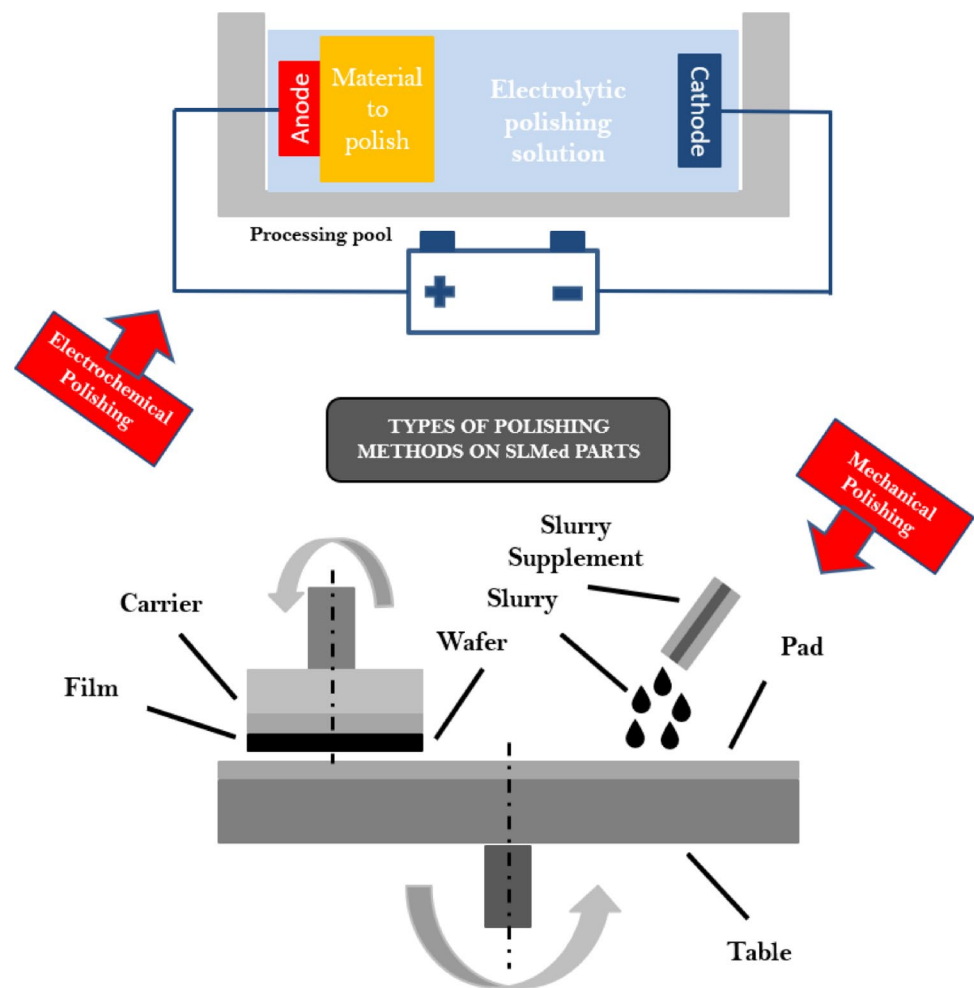 Anode
Material
to
polish
Electrolytic
polishing
solution
Cathode
Processing pool
+
−
Electrochemical
Polishing
TYPES OF POLISHING
METHODS ON SLMed PARTS
Mechanical
Polishing
Slurry
Supplement
Slurry
Carrier
Wafer
Pad
Film
Table